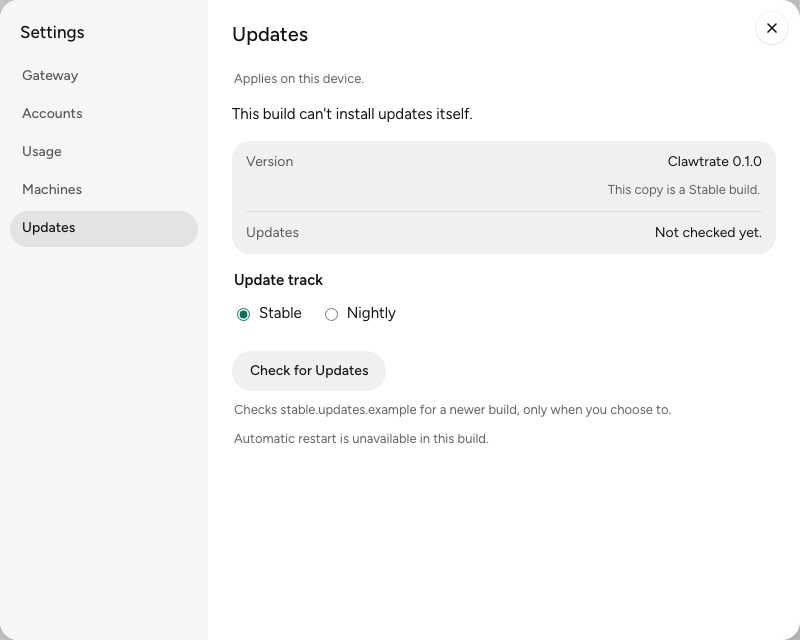 Settings
Gateway
Accounts
Usage
Machines
Updates
Updates
Applies on this device.
This build can't install updates itself.
Version
Clawtrate 0.1.0
This copy is a Stable build.
Updates
Not checked yet.
Update track
Stable
Nightly
Check for Updates
Checks stable.updates.example for a newer build, only when you choose to.
Automatic restart is unavailable in this build.